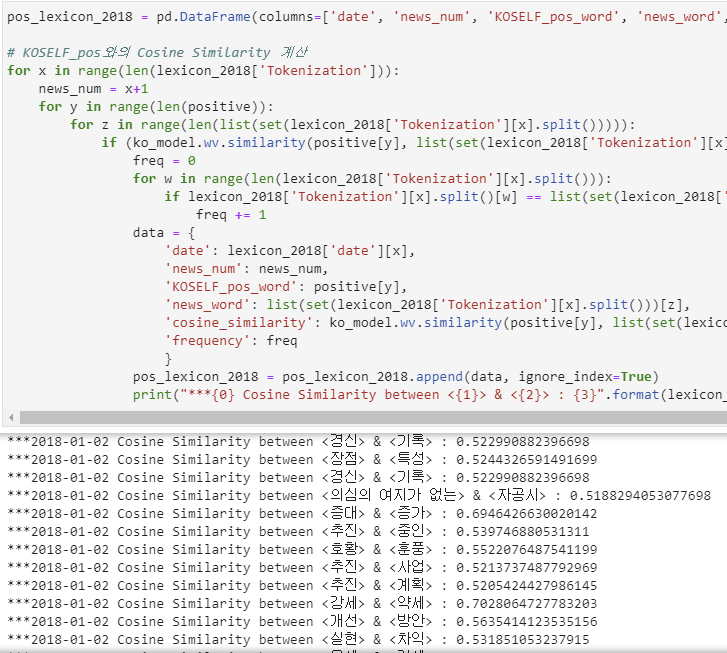 pos_lexicon_2018 = pd.DataFrame(columns=['date', 'news_num', 'KOSELF_pos_word', 'news_word',
# KOSELF_pos와의 Cosine Similarity 계산
for x in range(len(lexicon_2018['Tokenization'])):
    news_num = x+1
    for y in range(len(positive)):
        for z in range(len(list(set(lexicon_2018['Tokenization'][x].split())))):
            if (ko_model.wv.similarity(positive[y], list(set(lexicon_2018['Tokenization'][x]
                freq = 0
                for w in range(len(lexicon_2018['Tokenization'][x].split())):
                    if lexicon_2018['Tokenization'][x].split()[w] == list(set(lexicon_2018['
                        freq += 1
                data = {
                    'date': lexicon_2018['date'][x],
                    'news_num': news_num,
                    'KOSELF_pos_word': positive[y],
                    'news_word': list(set(lexicon_2018['Tokenization'][x].split()))[z],
                    'cosine_similarity': ko_model.wv.similarity(positive[y], list(set(lexico
                    'frequency': freq
                    }
                pos_lexicon_2018 = pos_lexicon_2018.append(data, ignore_index=True)
                print("***{0} Cosine Similarity between <{1}> & <{2}> : {3}".format(lexicon_
***2018-01-02 Cosine Similarity between <경신> & <기록> : 0.522990882396698
***2018-01-02 Cosine Similarity between <장점> & <특성> : 0.5244326591491699
***2018-01-02 Cosine Similarity between <경신> & <기록> : 0.522990882396698
***2018-01-02 Cosine Similarity between <의심의 여지가 없는> & <자공시> : 0.5188294053077698
***2018-01-02 Cosine Similarity between <증대> & <증가> : 0.6946426630020142
***2018-01-02 Cosine Similarity between <추진> & <중인> : 0.539746880531311
***2018-01-02 Cosine Similarity between <호황> & <훈풍> : 0.5522076487541199
***2018-01-02 Cosine Similarity between <추진> & <사업> : 0.5213737487792969
***2018-01-02 Cosine Similarity between <추진> & <계획> : 0.5205424427986145
***2018-01-02 Cosine Similarity between <강세> & <약세> : 0.7028064727783203
***2018-01-02 Cosine Similarity between <개선> & <방안> : 0.5635414123535156
***2018-01-02 Cosine Similarity between <실현> & <차익> : 0.531851053237915